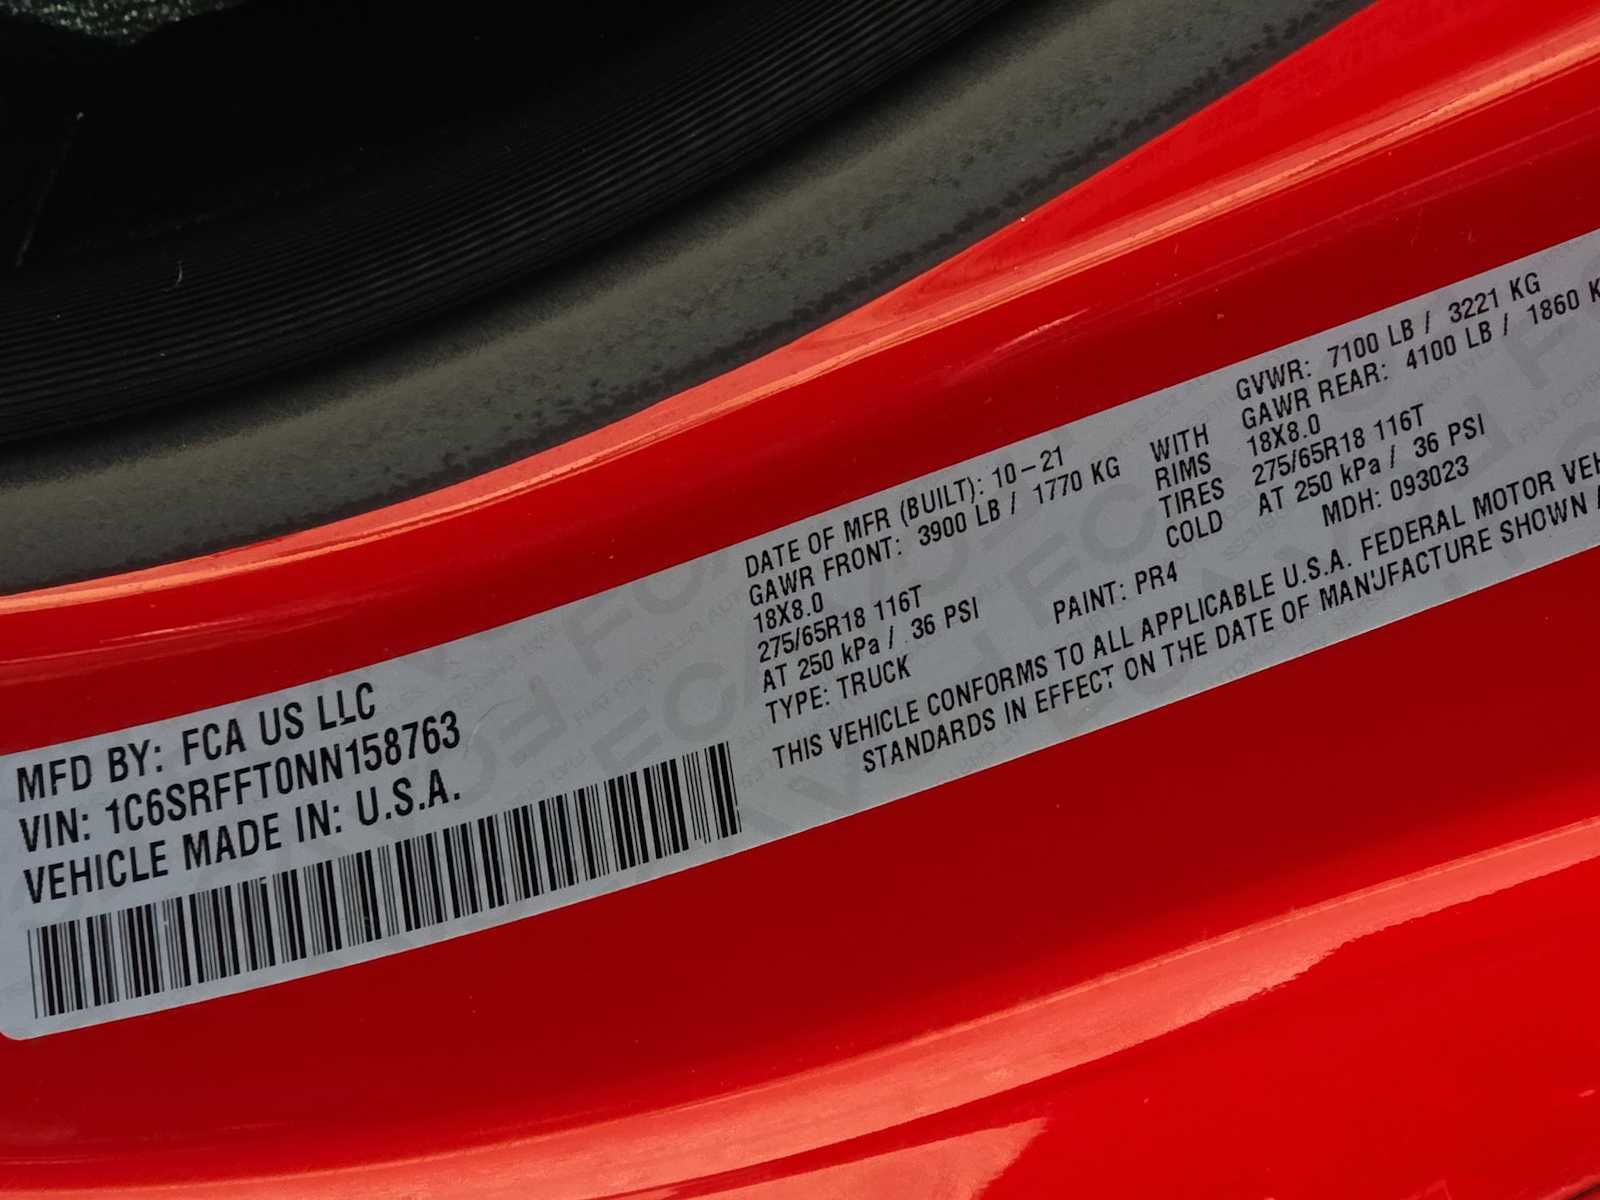 MFD BY: FCA US LLC
VIN: 1C6SRFFT0NN158763
VEHICLE MADE IN: U.S.A.
DATE OF MFR (BUILT): 10-21
GVWR: 7100 LB / 3221 KG
GAWR FRONT: 3900 LB / 1770 KG
WITH
GAWR REAR: 4100 LB / 1860 K
18X8.0
RIMS
18X8.0
275/65R18 116T
TIRES
275/65R18 116T
AT 250 kPa / 36 PSI
COLD
AT 250 kPa / 36 PSI
TYPE: TRUCK
PAINT: PR4
MDH: 093023
THIS VEHICLE CONFORMS TO ALL APPLICABLE U.S.A. FEDERAL MOTOR VEH
STANDARDS IN EFFECT ON THE DATE OF MANUFACTURE SHOWN A